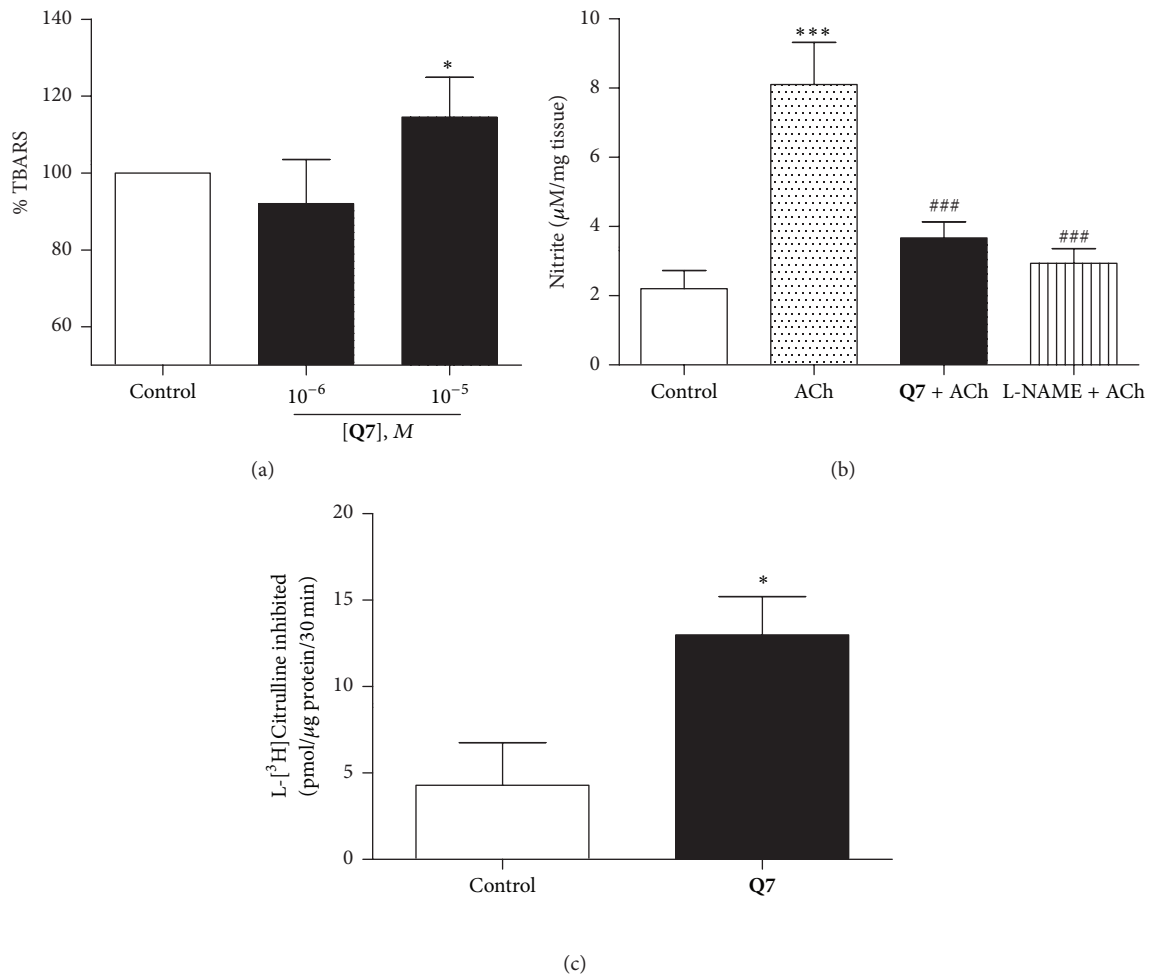 140
120
100
80
60
% TBARS
*
Control
10⁻⁶
10⁻⁵
[Q7], M
(a)
10
8
6
4
2
0
Nitrite (μM/mg tissue)
***
###
###
Control
ACh
Q7 + ACh
L-NAME + ACh
(b)
20
15
10
5
0
L-[³H]Citrulline inhibited
(pmol/μg protein/30 min)
*
Control
Q7
(c)